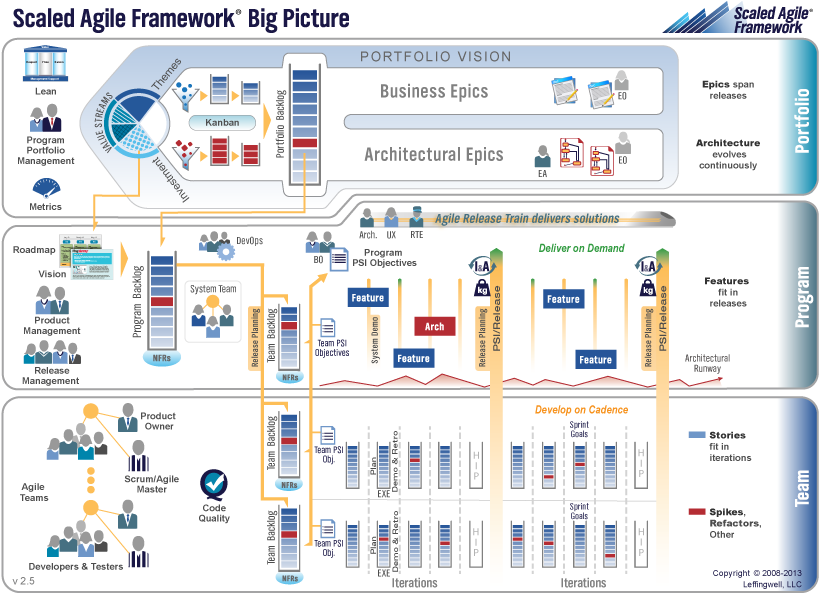 Scaled Agile Framework® Big Picture
Scaled Agile®
Framework
Lean
Program
Portfolio
Management
Metrics
VALUE STREAMS
Themes
Investment
Kanban
Portfolio Backlog
PORTFOLIO VISION
Business Epics
EO
Architectural Epics
EA
EO
Epics span
releases
Architecture
evolves
continuously
Portfolio
Roadmap
Vision
Product
Management
Release
Management
Program Backlog
NFRs
DevOps
System Team
Release Planning
Team Backlog
NFRs
BO
Program
PSI Objectives
Team PSI
Objectives
Arch.
UX
RTE
Agile Release Train delivers solutions
Deliver on Demand
Feature
System Demo
Feature
Arch
I&A
kg
Release Planning
PSI/Release
Feature
Feature
I&A
kg
Release Planning
PSI/Release
Architectural
Runway
Features
fit in
releases
Program
Product
Owner
Scrum/Agile
Master
Agile
Teams
Developers & Testers
Code
Quality
v 2.5
Team Backlog
NFRs
Team PSI
Obj.
Plan
EXE
Demo & Retro
HIP
Develop on Cadence
Sprint
Goals
HIP
Team Backlog
NFRs
Team PSI
Obj.
Plan
EXE
Demo & Retro
HIP
Sprint
Goals
HIP
Iterations
Iterations
Stories
fit in
iterations
Spikes,
Refactors,
Other
Team
Copyright © 2008-2013
Leffingwell, LLC